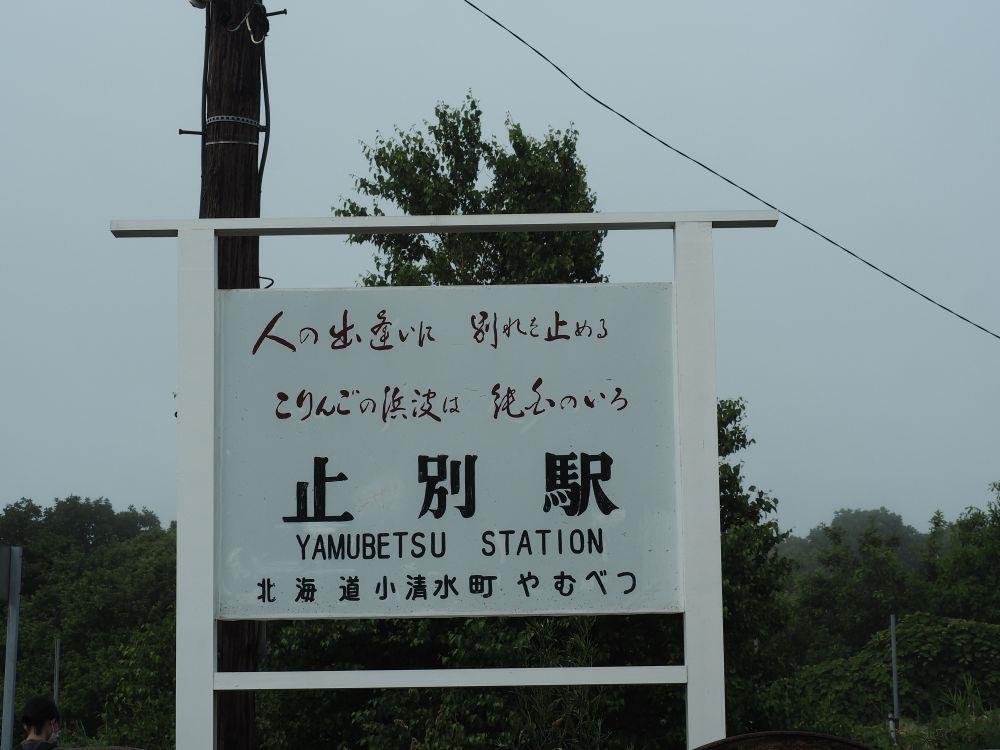 人の出逢いに 別れを止める
こりんごの浜波は 純白のいろ
止別駅
YAMUBETSU STATION
北海道小清水町 やむべつ